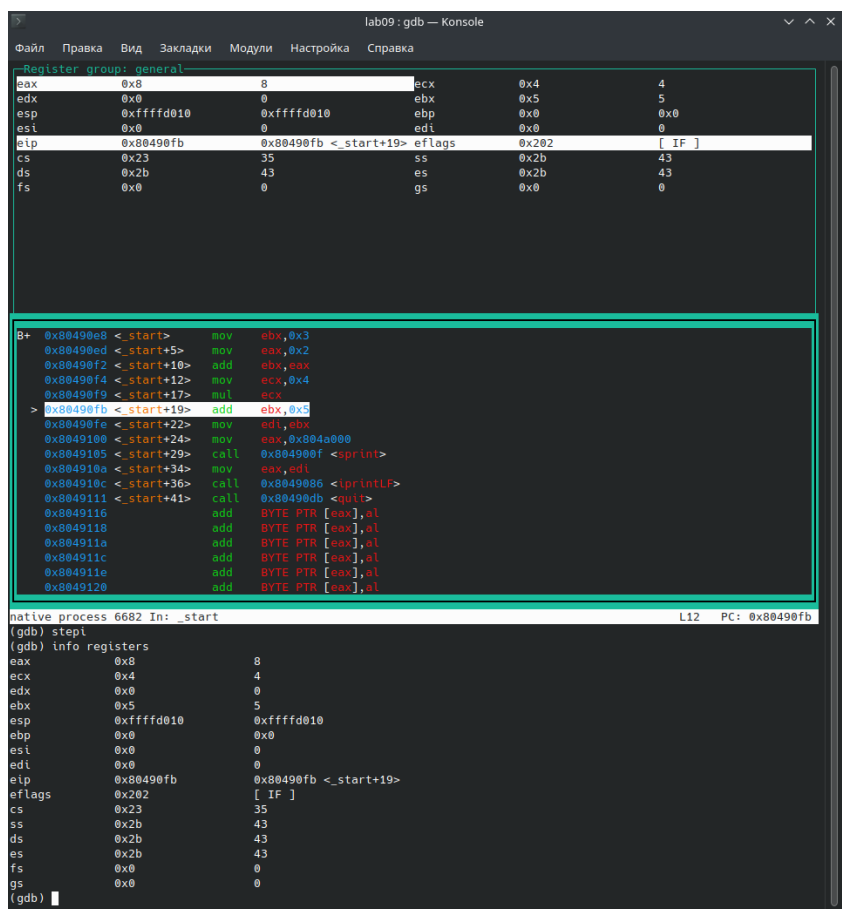 lab09 : gdb — Konsole
Файл Правка Вид Закладки Модули Настройка Справка
Register group: general
eax 0x8 8 ecx 0x4 4
edx 0x0 0 ebx 0x5 5
esp 0xffffd010 0xffffd010 ebp 0x0 0x0
esi 0x0 0 edi 0x0 0
eip 0x80490fb 0x80490fb <_start+19> eflags 0x202 [ IF ]
cs 0x23 35 ss 0x2b 43
ds 0x2b 43 es 0x2b 43
fs 0x0 0 gs 0x0 0
B+ 0x80490e8 <_start> mov ebx,0x3
0x80490ed <_start+5> mov eax,0x2
0x80490f2 <_start+10> add ebx,eax
0x80490f4 <_start+12> mov ecx,0x4
0x80490f9 <_start+17> mul ecx
> 0x80490fb <_start+19> add ebx,0x5
0x80490fe <_start+22> mov edi,ebx
0x8049100 <_start+24> mov eax,0x804a000
0x8049105 <_start+29> call 0x804900f <sprint>
0x804910a <_start+34> mov eax,edi
0x804910c <_start+36> call 0x8049086 <iprintLF>
0x8049111 <_start+41> call 0x80490db <quit>
0x8049116 add BYTE PTR [eax],al
0x8049118 add BYTE PTR [eax],al
0x804911a add BYTE PTR [eax],al
0x804911c add BYTE PTR [eax],al
0x804911e add BYTE PTR [eax],al
0x8049120 add BYTE PTR [eax],al
native process 6682 In: _start L12 PC: 0x80490fb
(gdb) stepi
(gdb) info registers
eax 0x8 8
ecx 0x4 4
edx 0x0 0
ebx 0x5 5
esp 0xffffd010 0xffffd010
ebp 0x0 0x0
esi 0x0 0
edi 0x0 0
eip 0x80490fb 0x80490fb <_start+19>
eflags 0x202 [ IF ]
cs 0x23 35
ss 0x2b 43
ds 0x2b 43
es 0x2b 43
fs 0x0 0
gs 0x0 0
(gdb)